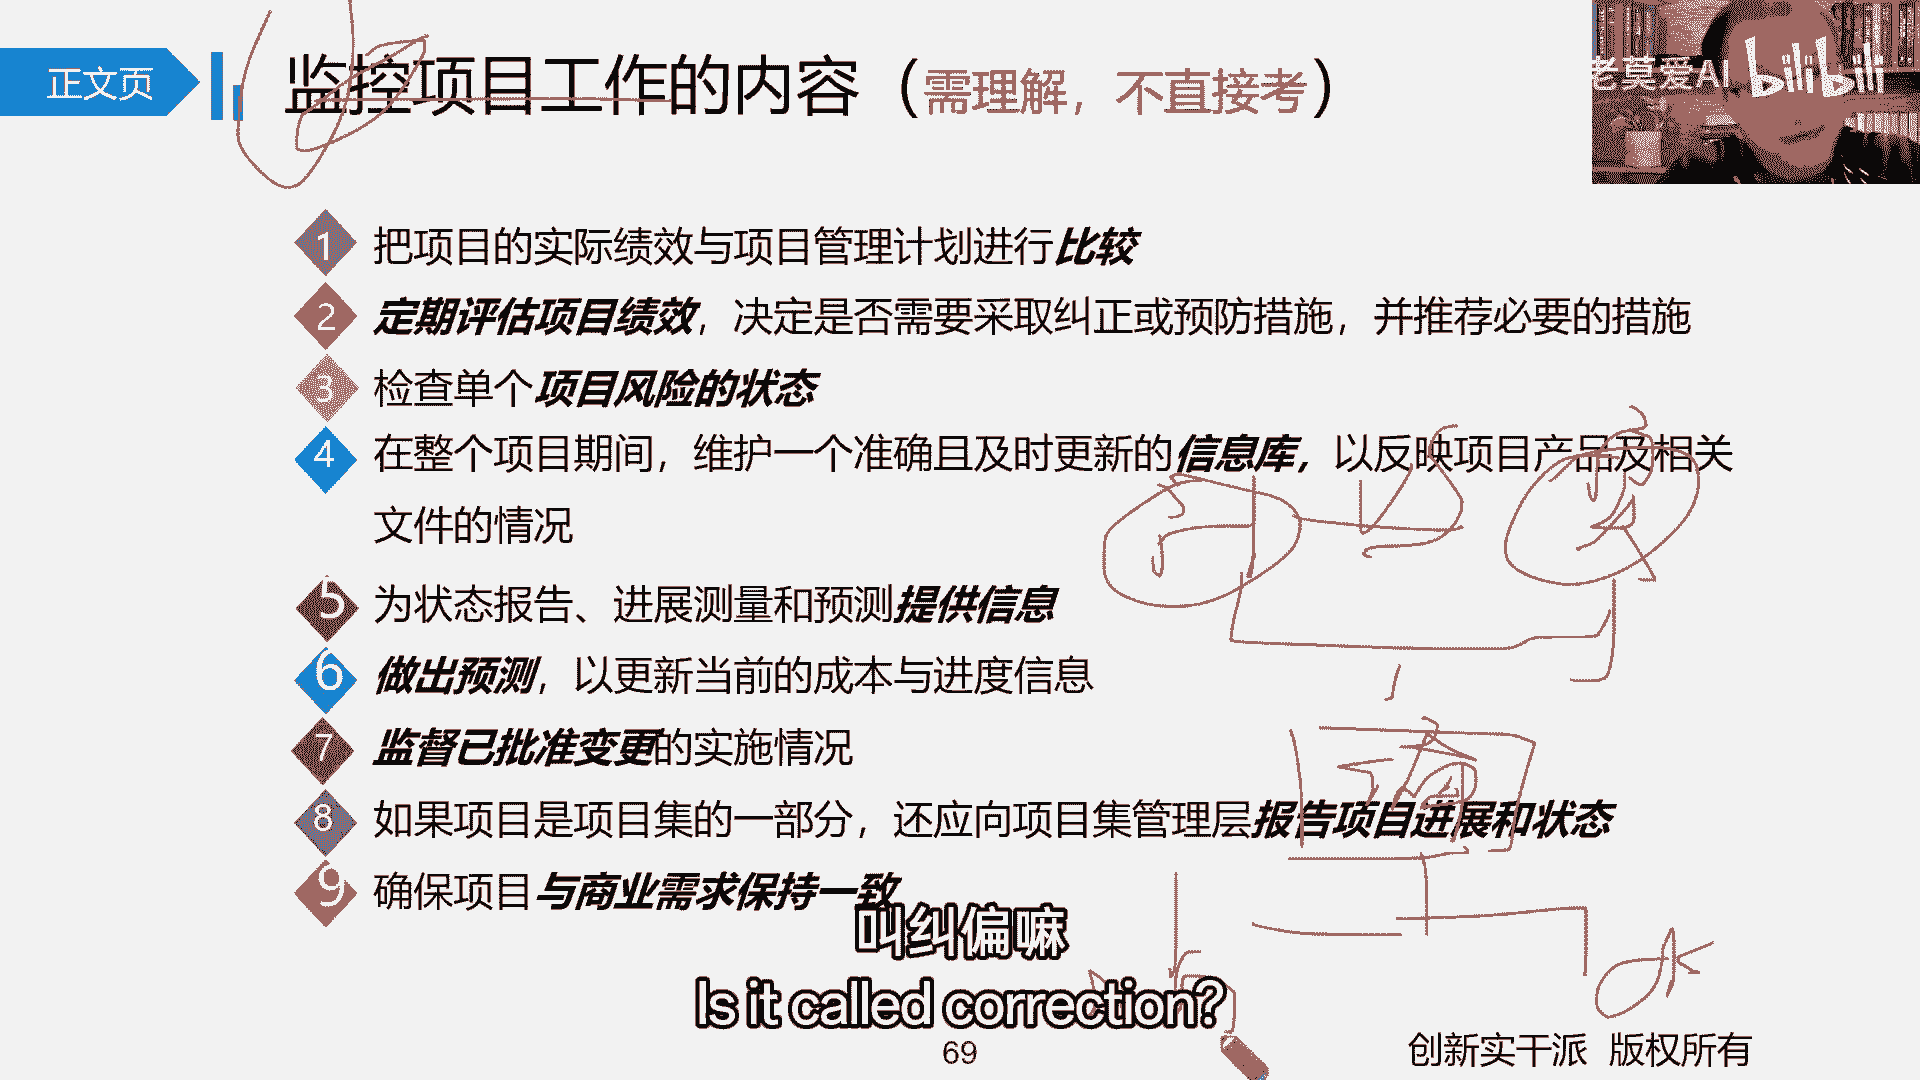 正文页
监控项目工作的内容（需理解，不直接考）
老莫爱AI bilibili
1 把项目的实际绩效与项目管理计划进行比较
2 定期评估项目绩效，决定是否需要采取纠正或预防措施，并推荐必要的措施
3 检查单个项目风险的状态
4 在整个项目期间，维护一个准确且及时更新的信息库，以反映项目产品及相关
文件的情况
5 为状态报告、进展测量和预测提供信息
6 做出预测，以更新当前的成本与进度信息
7 监督已批准变更的实施情况
8 如果项目是项目集的一部分，还应向项目集管理层报告项目进展和状态
9 确保项目与商业需求保持一致
叫纠偏嘛
Is it called correction?
69
创新实干派 版权所有